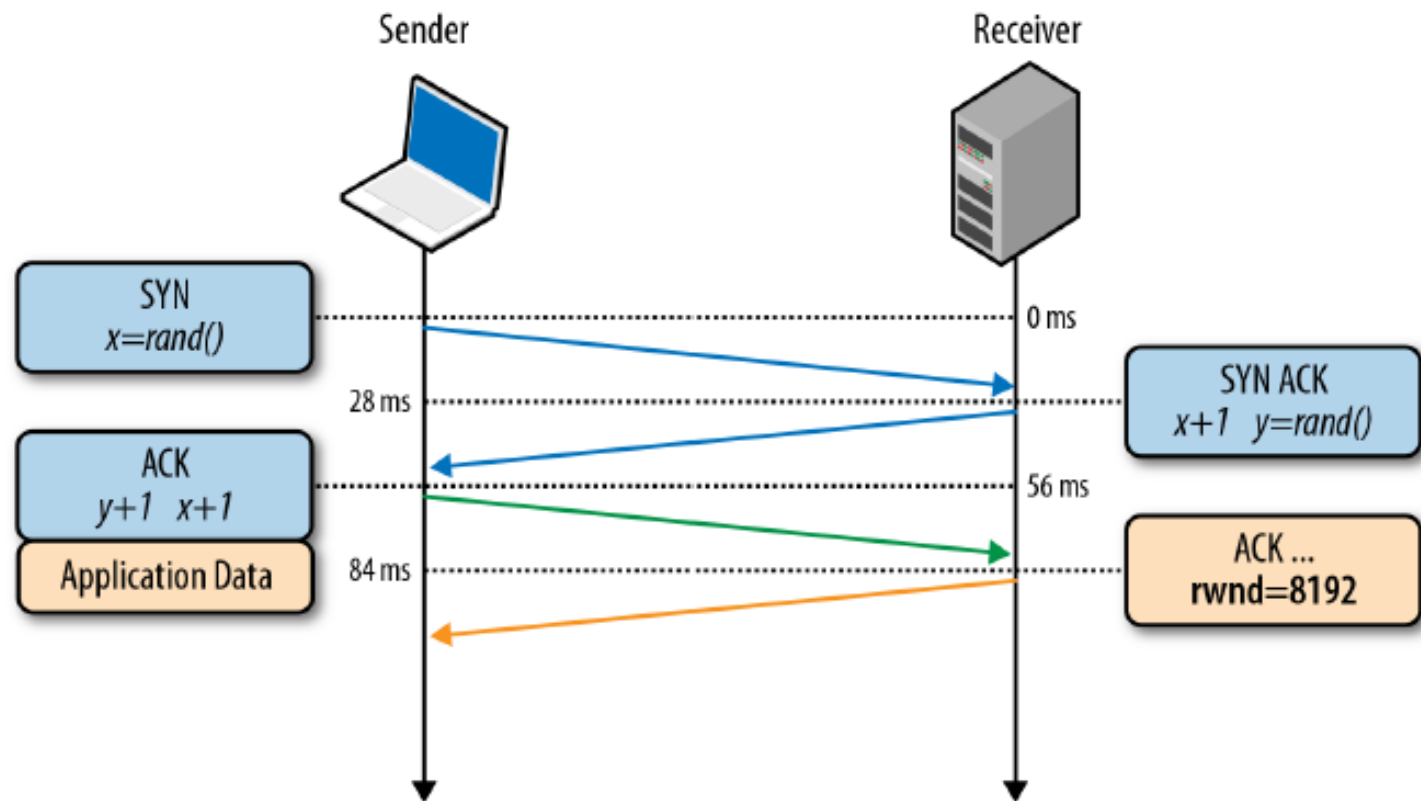 Sender
Receiver
SYN
x=rand()
0 ms
28 ms
SYN ACK
x+1 y=rand()
ACK
y+1 x+1
56 ms
Application Data
84 ms
ACK ...
rwnd=8192